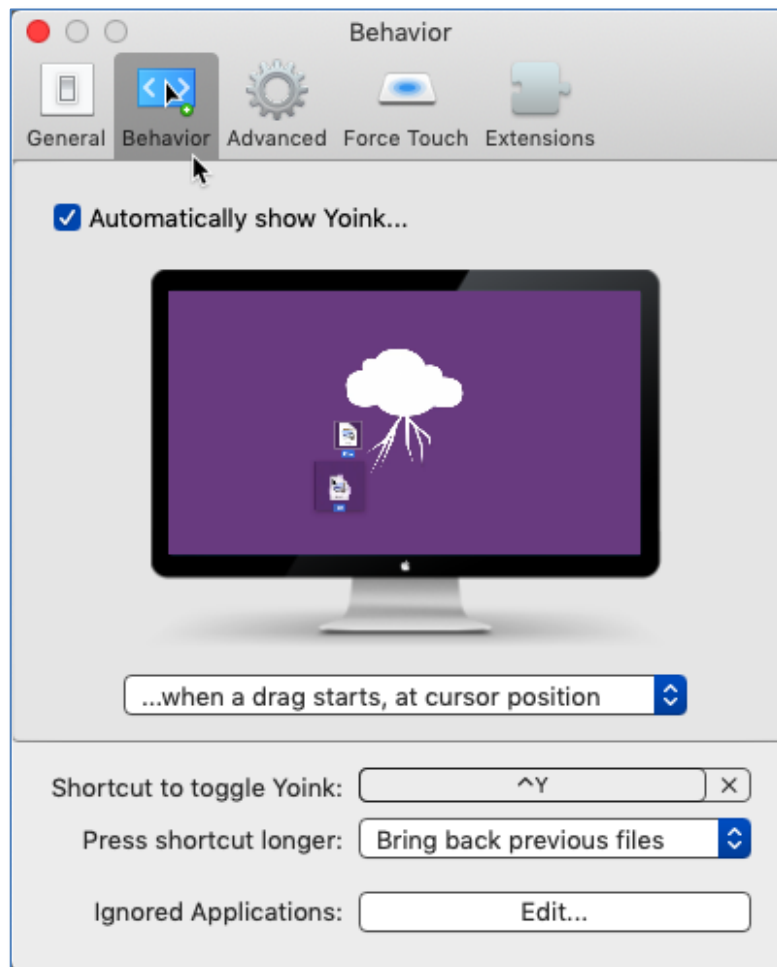 Behavior
General Behavior Advanced Force Touch Extensions
Automatically show Yoink...
...when a drag starts, at cursor position
Shortcut to toggle Yoink: ^Y ×
Press shortcut longer: Bring back previous files
Ignored Applications: Edit...